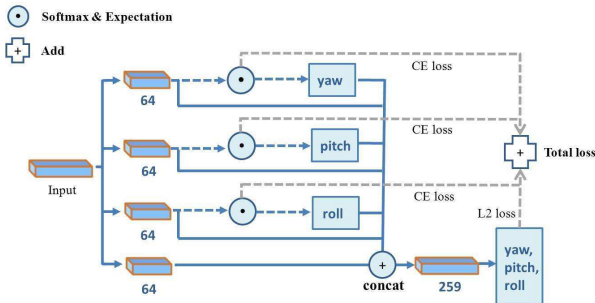 Softmax & Expectation
+ Add
CE loss
yaw
64
CE loss
pitch
+ Total loss
64
Input
CE loss
roll
L2 loss
64
yaw,
pitch,
roll
+
concat
259
64